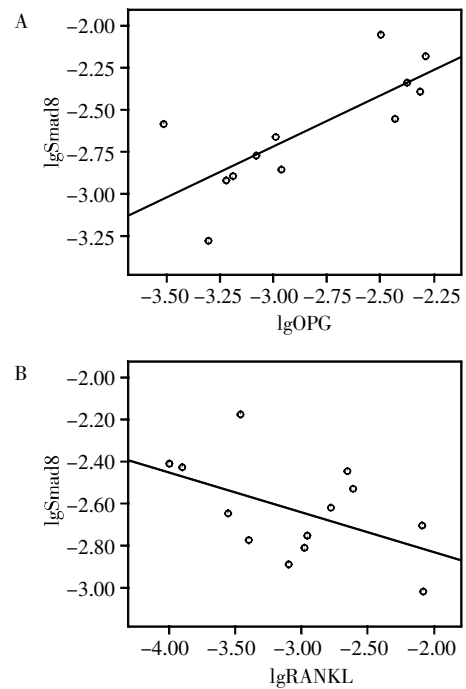 A
−2.00
−2.25
−2.50
−2.75
−3.00
−3.25
lgSmad8
−3.50 −3.25 −3.00 −2.75 −2.50 −2.25
lgOPG
B
−2.00
−2.20
−2.40
−2.60
−2.80
−3.00
lgSmad8
−4.00 −3.50 −3.00 −2.50 −2.00
lgRANKL